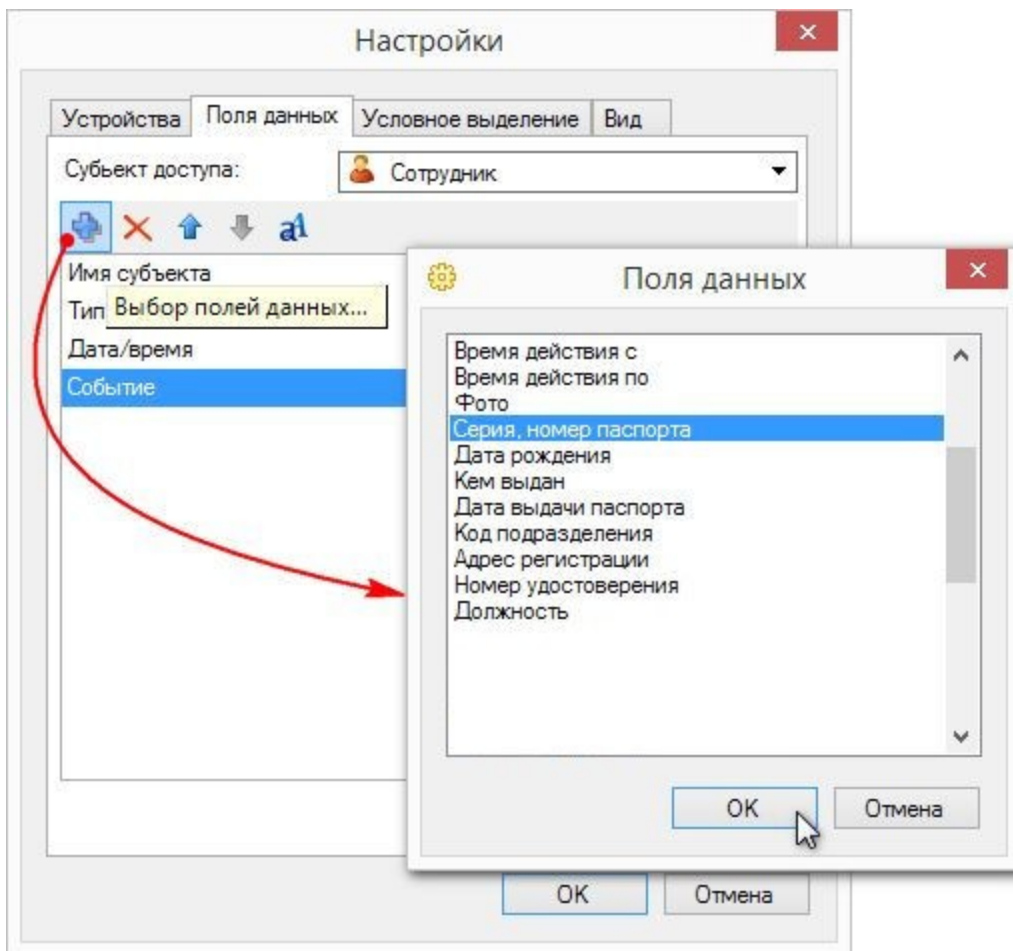 Настройки
Устройства Поля данных Условное выделение Вид
Субъект доступа: Сотрудник
Имя субъекта
Тип
Выбор полей данных...
Дата/время
Событие
Поля данных
Время действия с
Время действия по
Фото
Серия, номер паспорта
Дата рождения
Кем выдан
Дата выдачи паспорта
Код подразделения
Адрес регистрации
Номер удостоверения
Должность
OK Отмена
OK Отмена